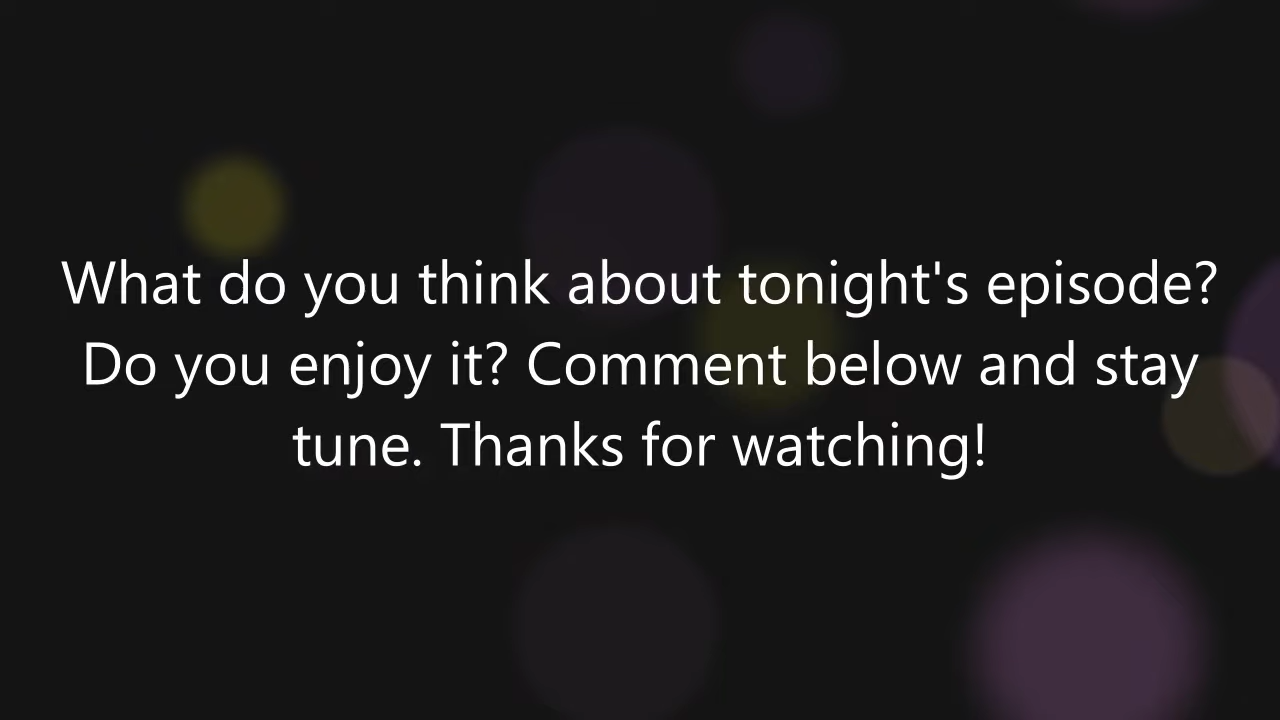 What do you think about tonight's episode?
Do you enjoy it? Comment below and stay
tune. Thanks for watching!